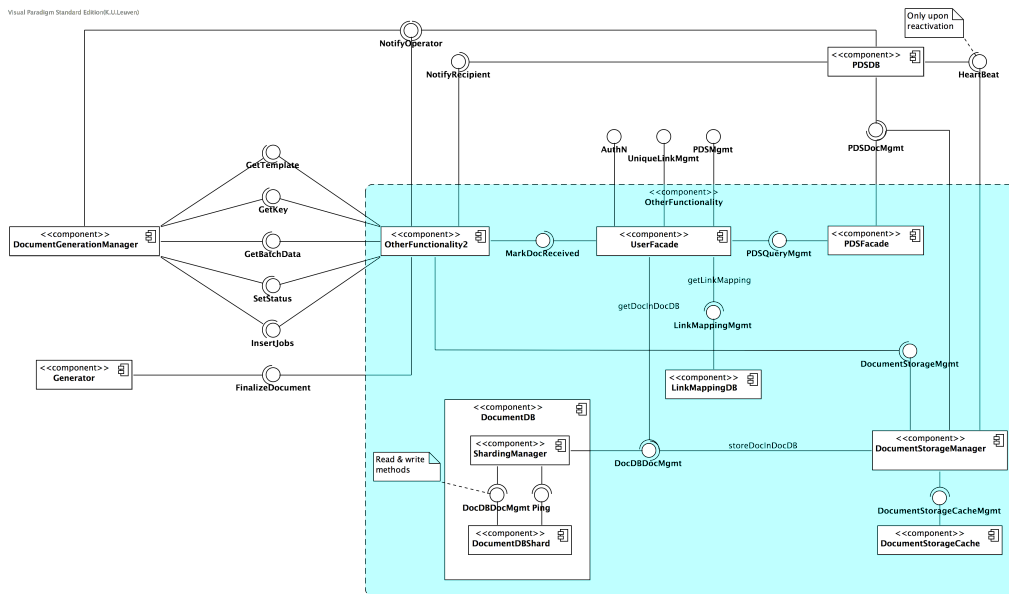 Visual Paradigm Standard Edition(K.U.Leuven)
Only upon
reactivation
NotifyOperator
<<component>>
PDSDB
NotifyRecipient
HeartBeat
AuthN
UniqueLinkMgmt
PDSMgmt
PDSDocMgmt
GetTemplate
<<component>>
OtherFunctionality
GetKey
<<component>>
DocumentGenerationManager
GetBatchData
<<component>>
OtherFunctionality2
MarkDocReceived
<<component>>
UserFacade
PDSQueryMgmt
<<component>>
PDSFacade
SetStatus
getLinkMapping
getDocInDocDB
LinkMappingMgmt
InsertJobs
DocumentStorageMgmt
<<component>>
Generator
FinalizeDocument
<<component>>
LinkMappingDB
<<component>>
DocumentDB
<<component>>
ShardingManager
storeDocInDocDB
<<component>>
DocumentStorageManager
Read & write
methods
DocDBDocMgmt
DocDBDocMgmt
Ping
DocumentStorageCacheMgmt
<<component>>
DocumentDBShard
<<component>>
DocumentStorageCache